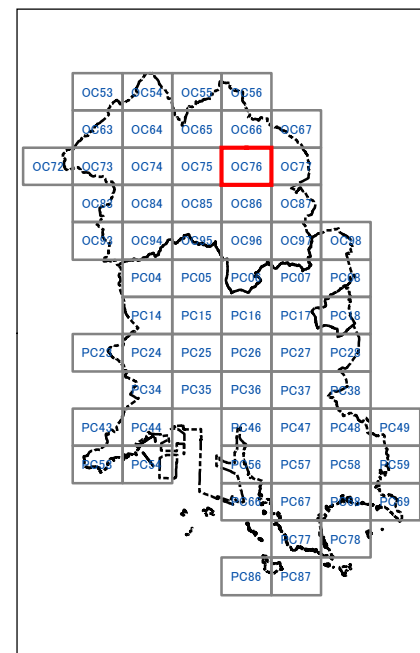 OC53 OC54 OC55 OC56
OC63 OC64 OC65 OC66 OC67
OC72 OC73 OC74 OC75 OC76 OC77
OC83 OC84 OC85 OC86 OC87
OC93 OC94 OC95 OC96 OC97 OC98
PC04 PC05 PC06 PC07 PC08
PC14 PC15 PC16 PC17 PC18
PC23 PC24 PC25 PC26 PC27 PC28
PC34 PC35 PC36 PC37 PC38
PC43 PC44 PC46 PC47 PC48 PC49
PC53 PC54 PC56 PC57 PC58 PC59
PC66 PC67 PC68 PC69
PC77 PC78
PC86 PC87